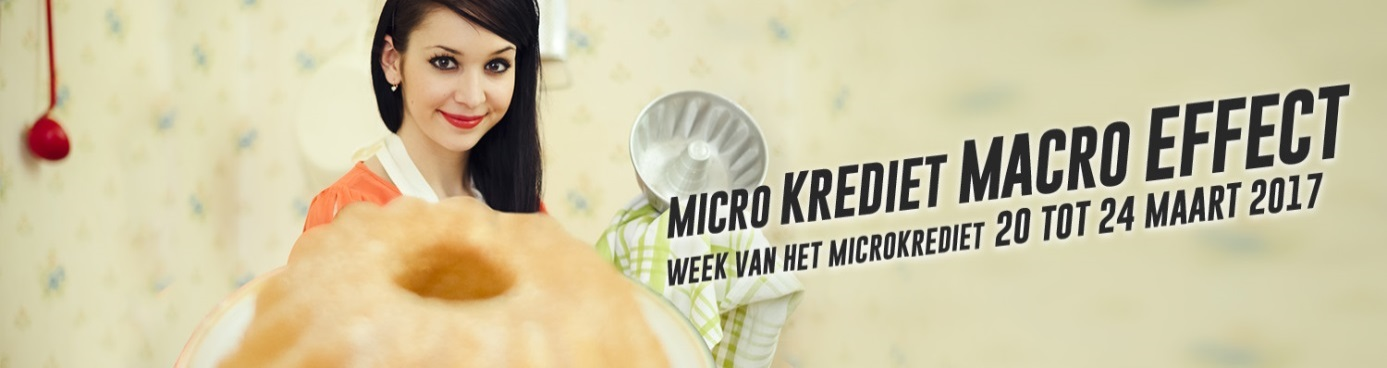 MICRO KREDIET MACRO EFFECT
WEEK VAN HET MICROKREDIET 20 TOT 24 MAART 2017